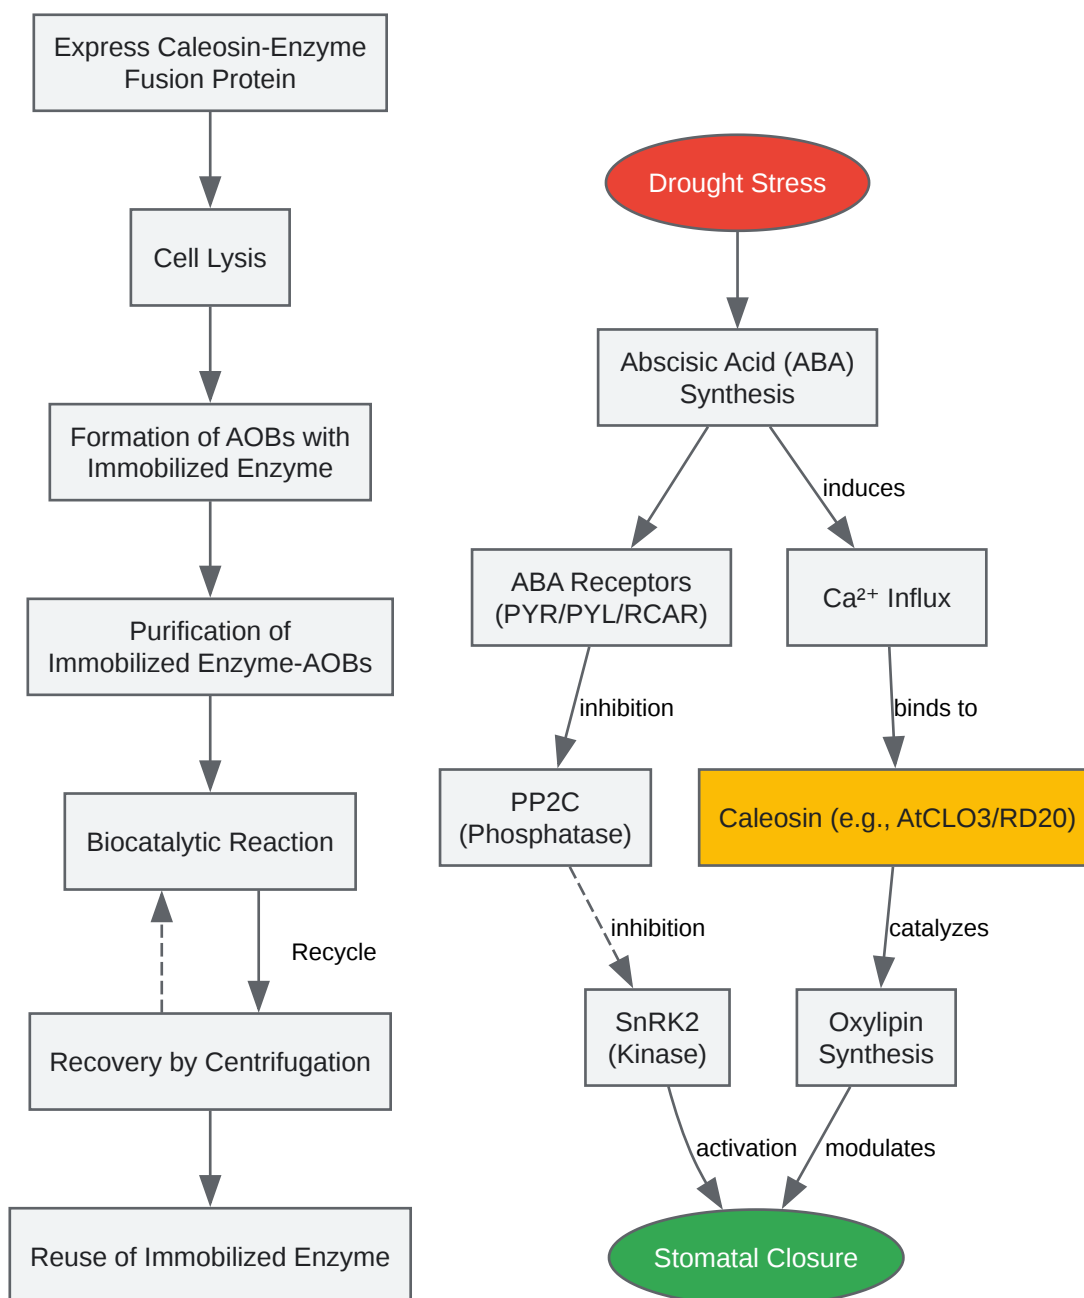 Express Caleosin-Enzyme
Fusion Protein
Cell Lysis
Formation of AOBs with
Immobilized Enzyme
Purification of
Immobilized Enzyme-AOBs
Biocatalytic Reaction
Recycle
Recovery by Centrifugation
Reuse of Immobilized Enzyme
Drought Stress
Abscisic Acid (ABA)
Synthesis
induces
ABA Receptors
(PYR/PYL/RCAR)
Ca²⁺ Influx
inhibition
binds to
PP2C
(Phosphatase)
Caleosin (e.g., AtCLO3/RD20)
inhibition
catalyzes
SnRK2
(Kinase)
Oxylipin
Synthesis
activation
modulates
Stomatal Closure